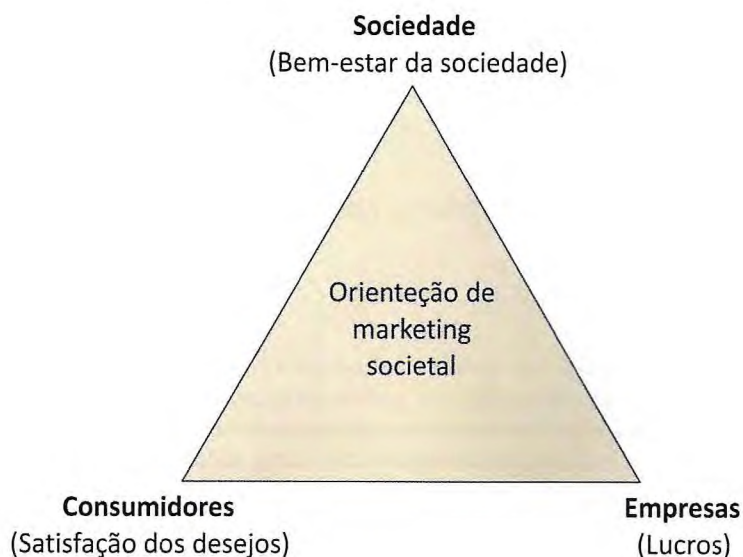 Sociedade
(Bem-estar da sociedade)
Orienteção de
marketing
societal
Consumidores
(Satisfação dos desejos)
Empresas
(Lucros)